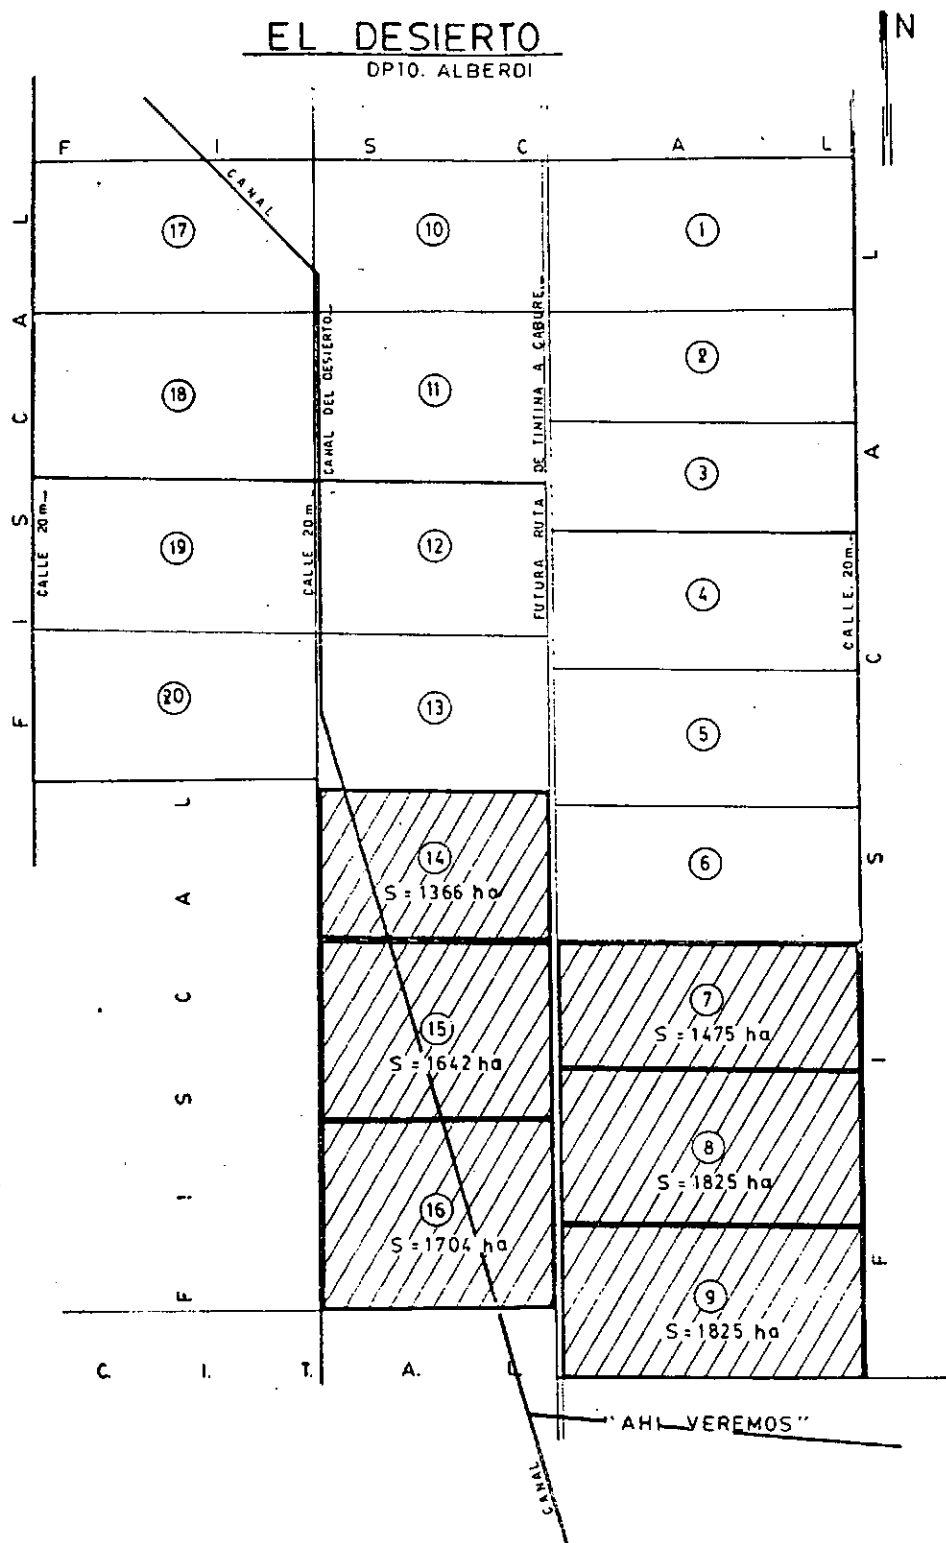 EL DESIERTO
DPTO. ALBERDI
N
F I S C A L
CANAL
17
10
1
2
18
11
3
CANAL DEL DESIERTO
FUTURA RUTA DE TINTINA A CABURE
CALLE 20 m.
CALLE 20 m.
CALLE 20m.
19
12
4
20
13
5
F I S C A L
F I S C A L
F I S C A L
14
S = 1366 ha
6
15
S = 1642 ha
7
S = 1475 ha
8
S = 1825 ha
16
S = 1704 ha
9
S = 1825 ha
C. I. T. A. L.
"AHI VEREMOS"
CANAL